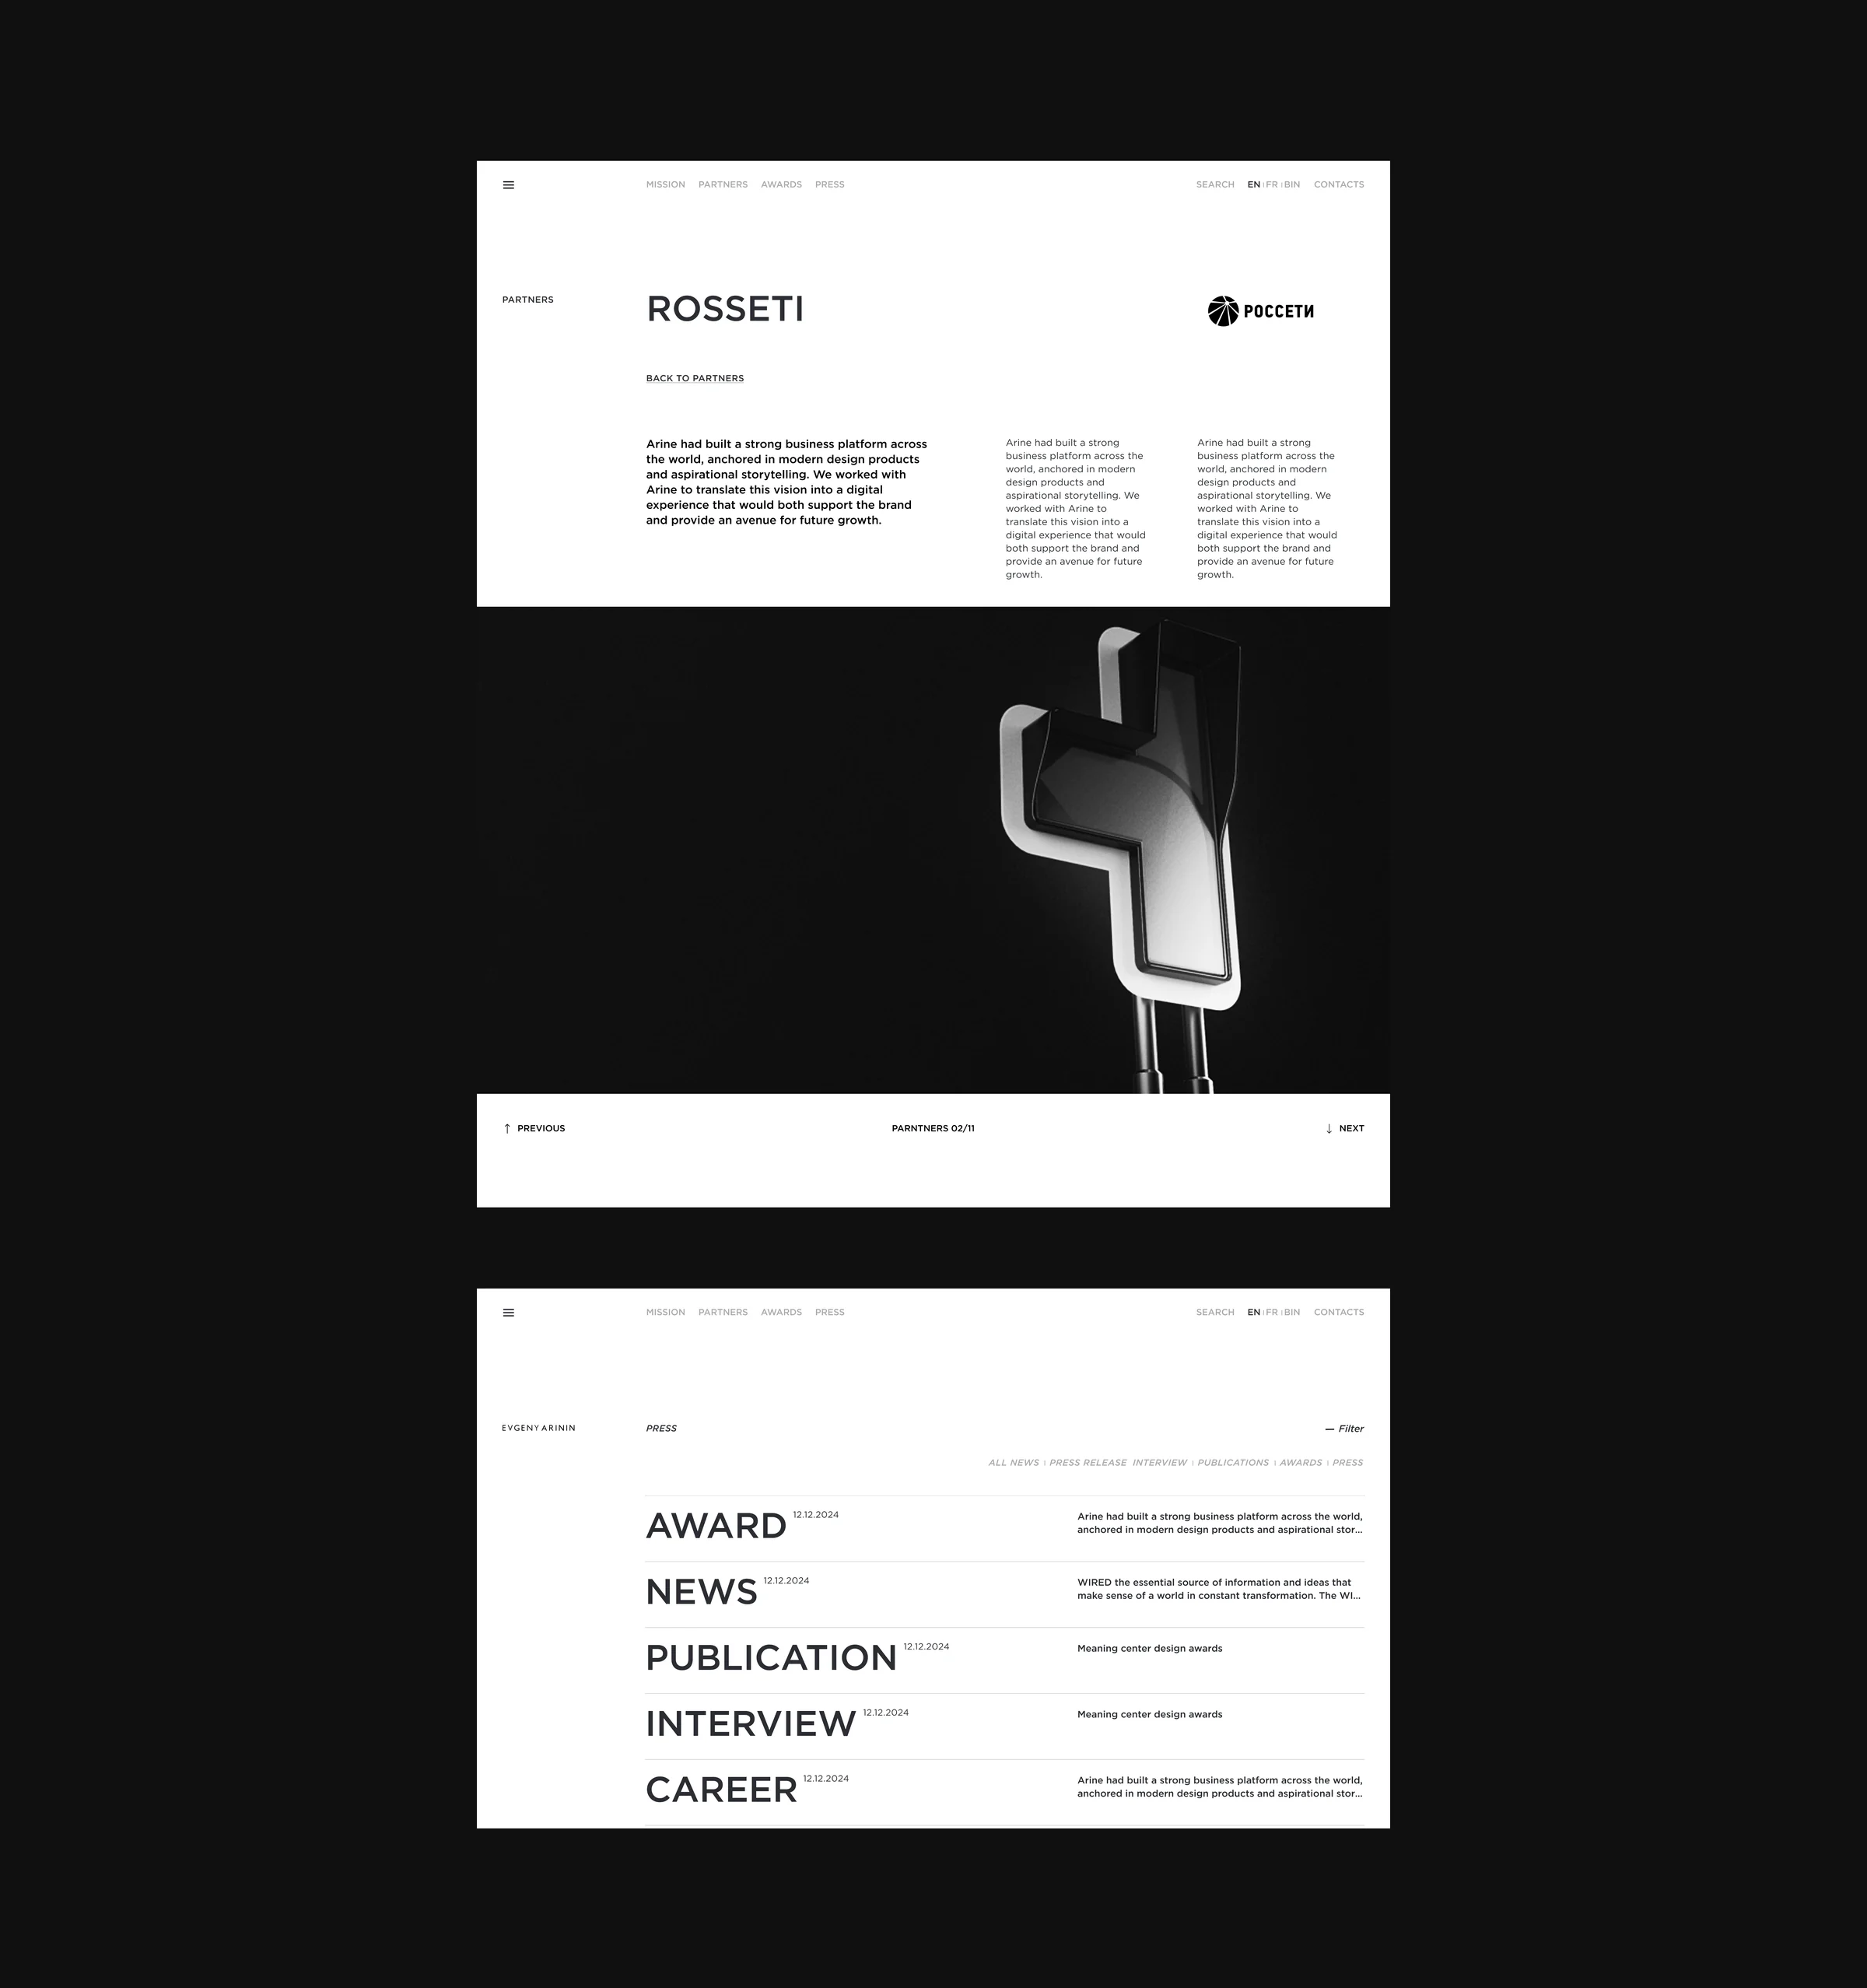 MISSION PARTNERS AWARDS PRESS SEARCH EN | FR | BIN CONTACTS
PARTNERS
ROSSETI
РОССЕТИ
BACK TO PARTNERS
Arine had built a strong business platform across
the world, anchored in modern design products
and aspirational storytelling. We worked with
Arine to translate this vision into a digital
experience that would both support the brand
and provide an avenue for future growth.
Arine had built a strong
business platform across the
world, anchored in modern
design products and
aspirational storytelling. We
worked with Arine to
translate this vision into a
digital experience that would
both support the brand and
provide an avenue for future
growth.
Arine had built a strong
business platform across the
world, anchored in modern
design products and
aspirational storytelling. We
worked with Arine to
translate this vision into a
digital experience that would
both support the brand and
provide an avenue for future
growth.
↑ PREVIOUS
PARNTNERS 02/11
↓ NEXT
MISSION PARTNERS AWARDS PRESS SEARCH EN | FR | BIN CONTACTS
EVGENY ARININ
PRESS
— Filter
ALL NEWS | PRESS RELEASE INTERVIEW | PUBLICATIONS | AWARDS | PRESS
AWARD 12.12.2024
Arine had built a strong business platform across the world,
anchored in modern design products and aspirational stor...
NEWS 12.12.2024
WIRED the essential source of information and ideas that
make sense of a world in constant transformation. The WI...
PUBLICATION 12.12.2024
Meaning center design awards
INTERVIEW 12.12.2024
Meaning center design awards
CAREER 12.12.2024
Arine had built a strong business platform across the world,
anchored in modern design products and aspirational stor...